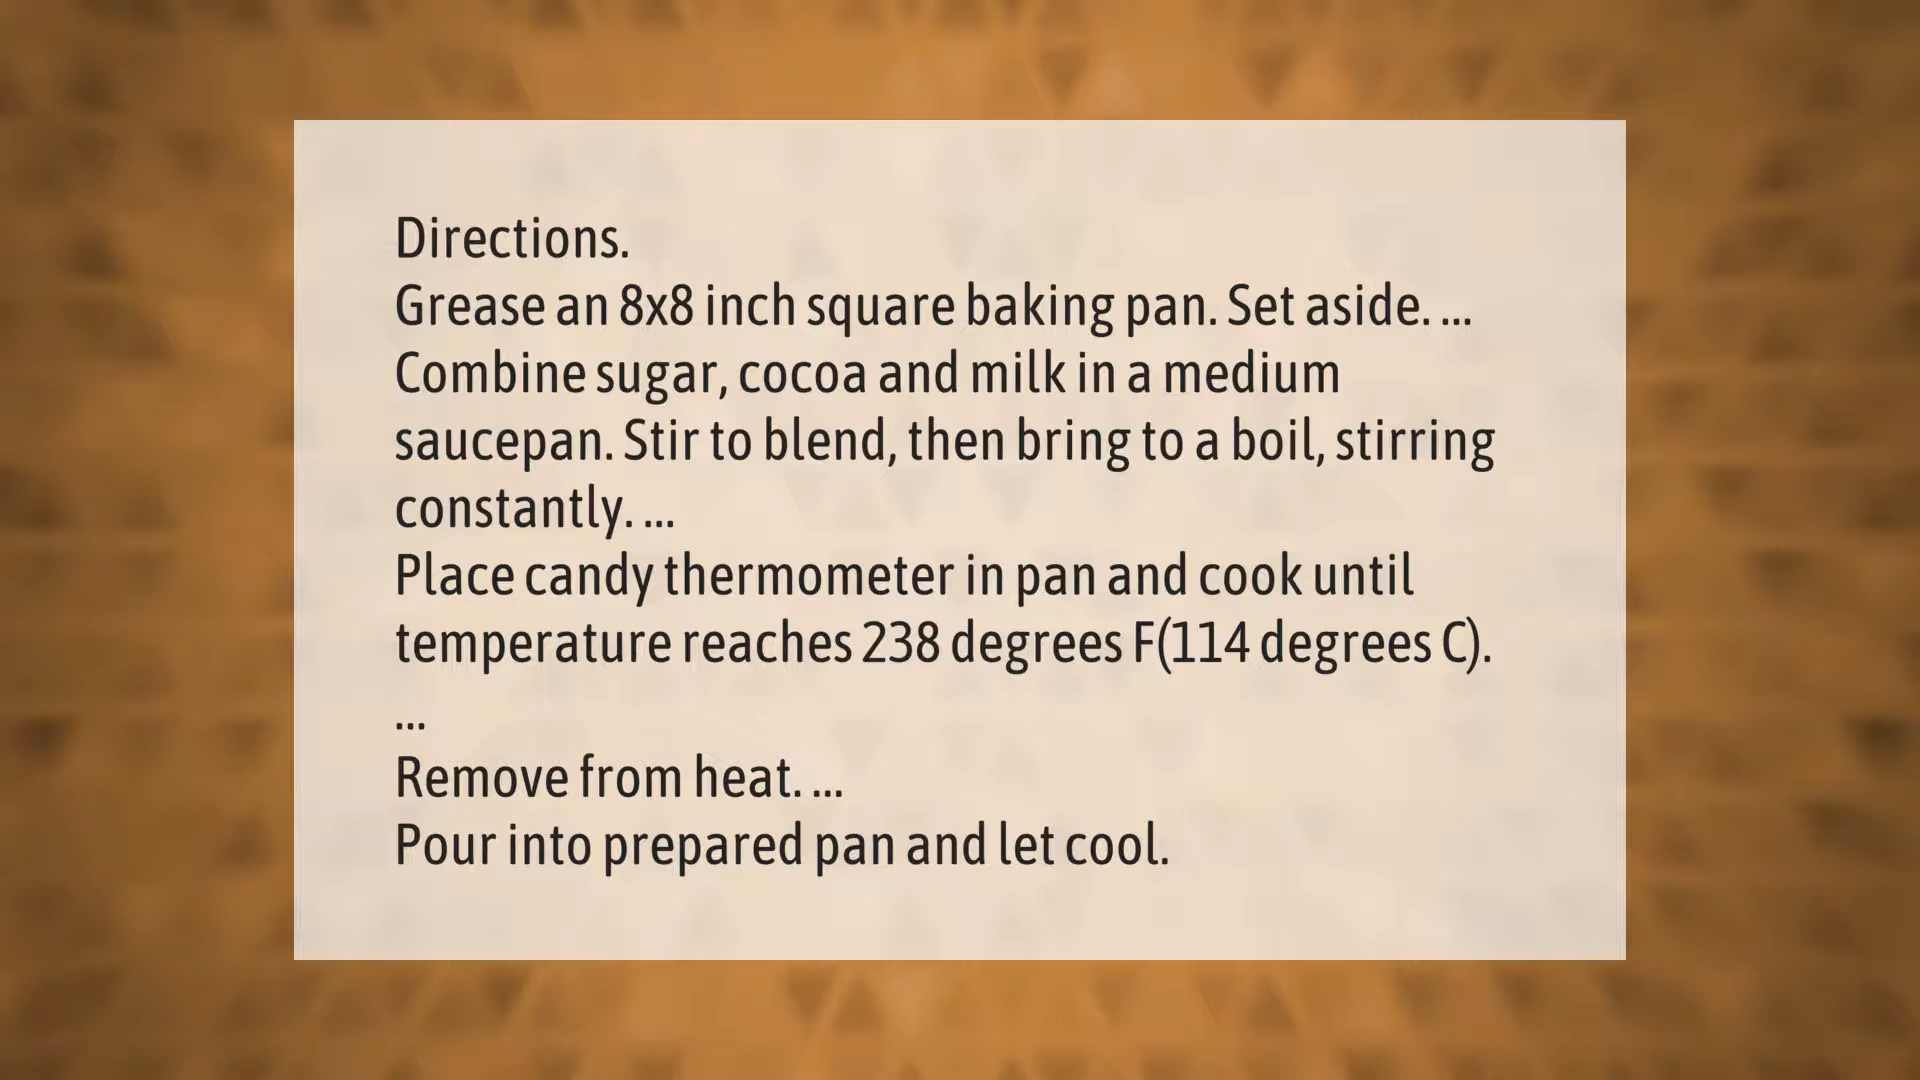 Directions.
Grease an 8x8 inch square baking pan. Set aside. ...
Combine sugar, cocoa and milk in a medium
saucepan. Stir to blend, then bring to a boil, stirring
constantly. ...
Place candy thermometer in pan and cook until
temperature reaches 238 degrees F(114 degrees C).
...
Remove from heat. ...
Pour into prepared pan and let cool.